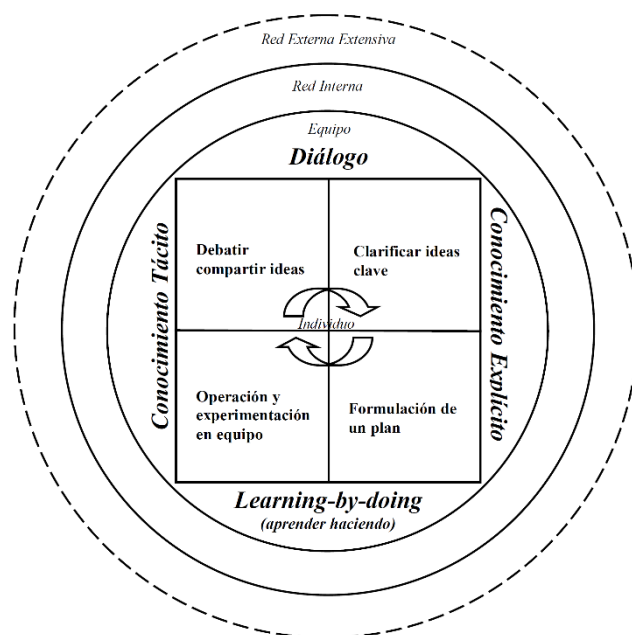 Red Externa Extensiva
Red Interna
Equipo
Diálogo
Conocimiento Tácito
Debatir
compartir ideas
Clarificar ideas
clave
Conocimiento Explícito
Individuo
Operación y
experimentación
en equipo
Formulación de
un plan
Learning-by-doing
(aprender haciendo)